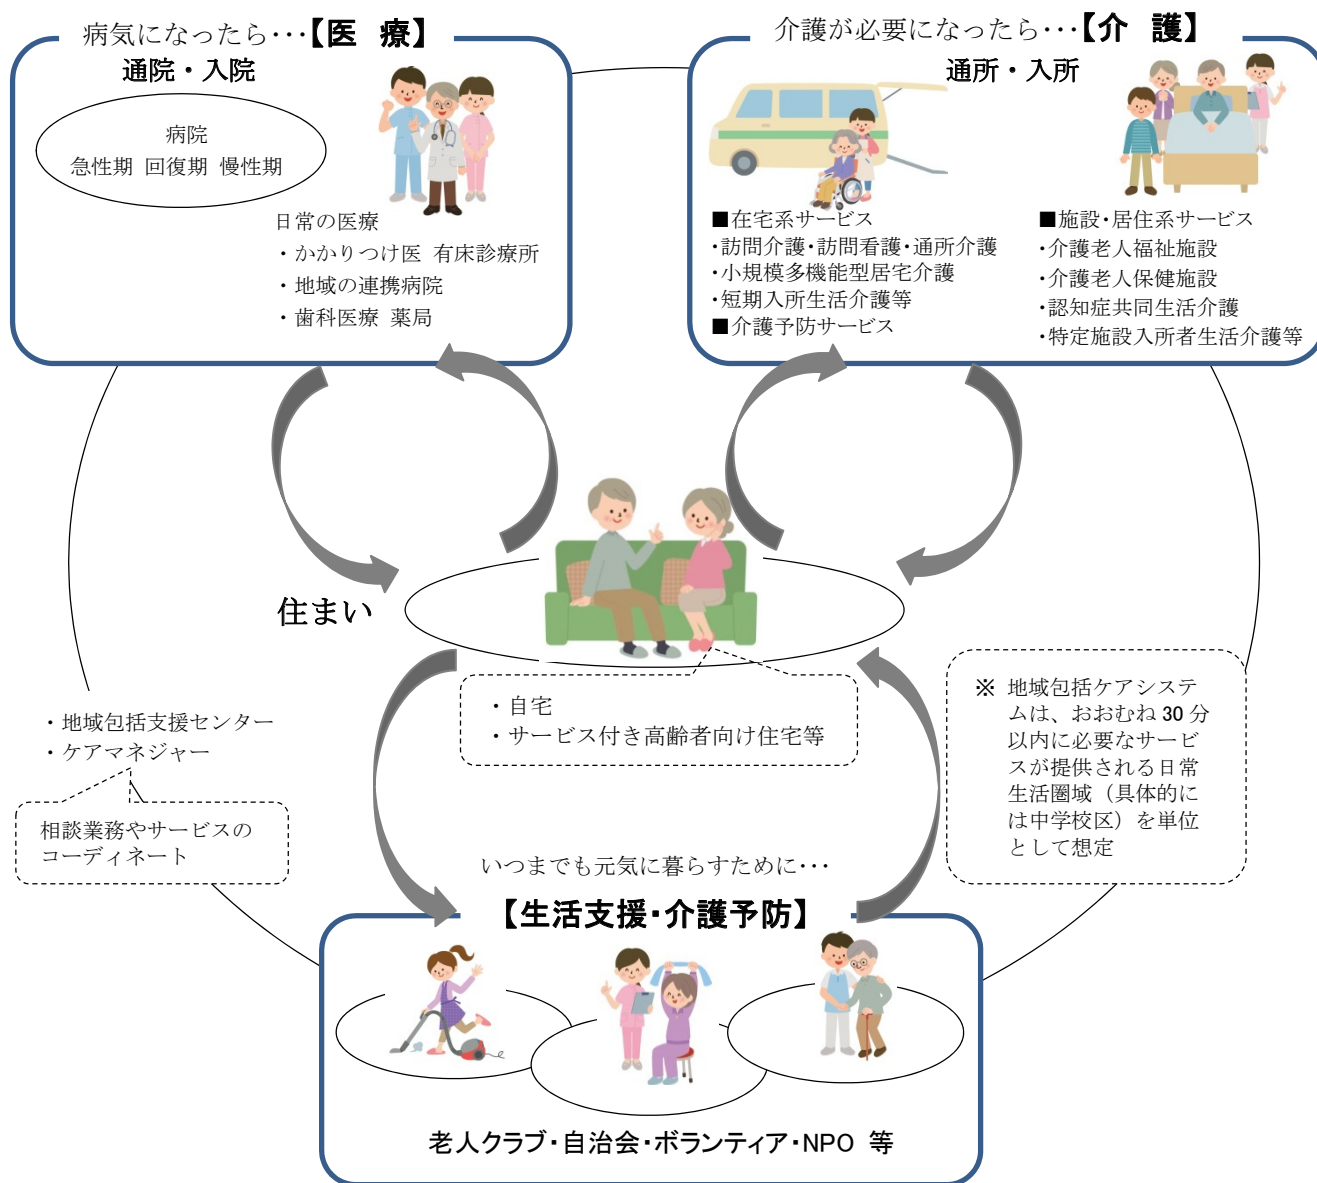 病気になったら･･･【医　療】
通院・入院
病院
急性期 回復期 慢性期
日常の医療
・かかりつけ医 有床診療所
・地域の連携病院
・歯科医療 薬局
介護が必要になったら･･･【介　護】
通所・入所
■在宅系サービス
・訪問介護・訪問看護・通所介護
・小規模多機能型居宅介護
・短期入所生活介護等
■介護予防サービス
■施設・居住系サービス
・介護老人福祉施設
・介護老人保健施設
・認知症共同生活介護
・特定施設入所者生活介護等
住まい
・自宅
・サービス付き高齢者向け住宅等
・地域包括支援センター
・ケアマネジャー
相談業務やサービスの
コーディネート
※ 地域包括ケアシステ
ムは、おおむね 30 分
以内に必要なサービ
スが提供される日常
生活圏域（具体的に
は中学校区）を単位
として想定
いつまでも元気に暮らすために･･･
【生活支援・介護予防】
老人クラブ・自治会・ボランティア・NPO 等